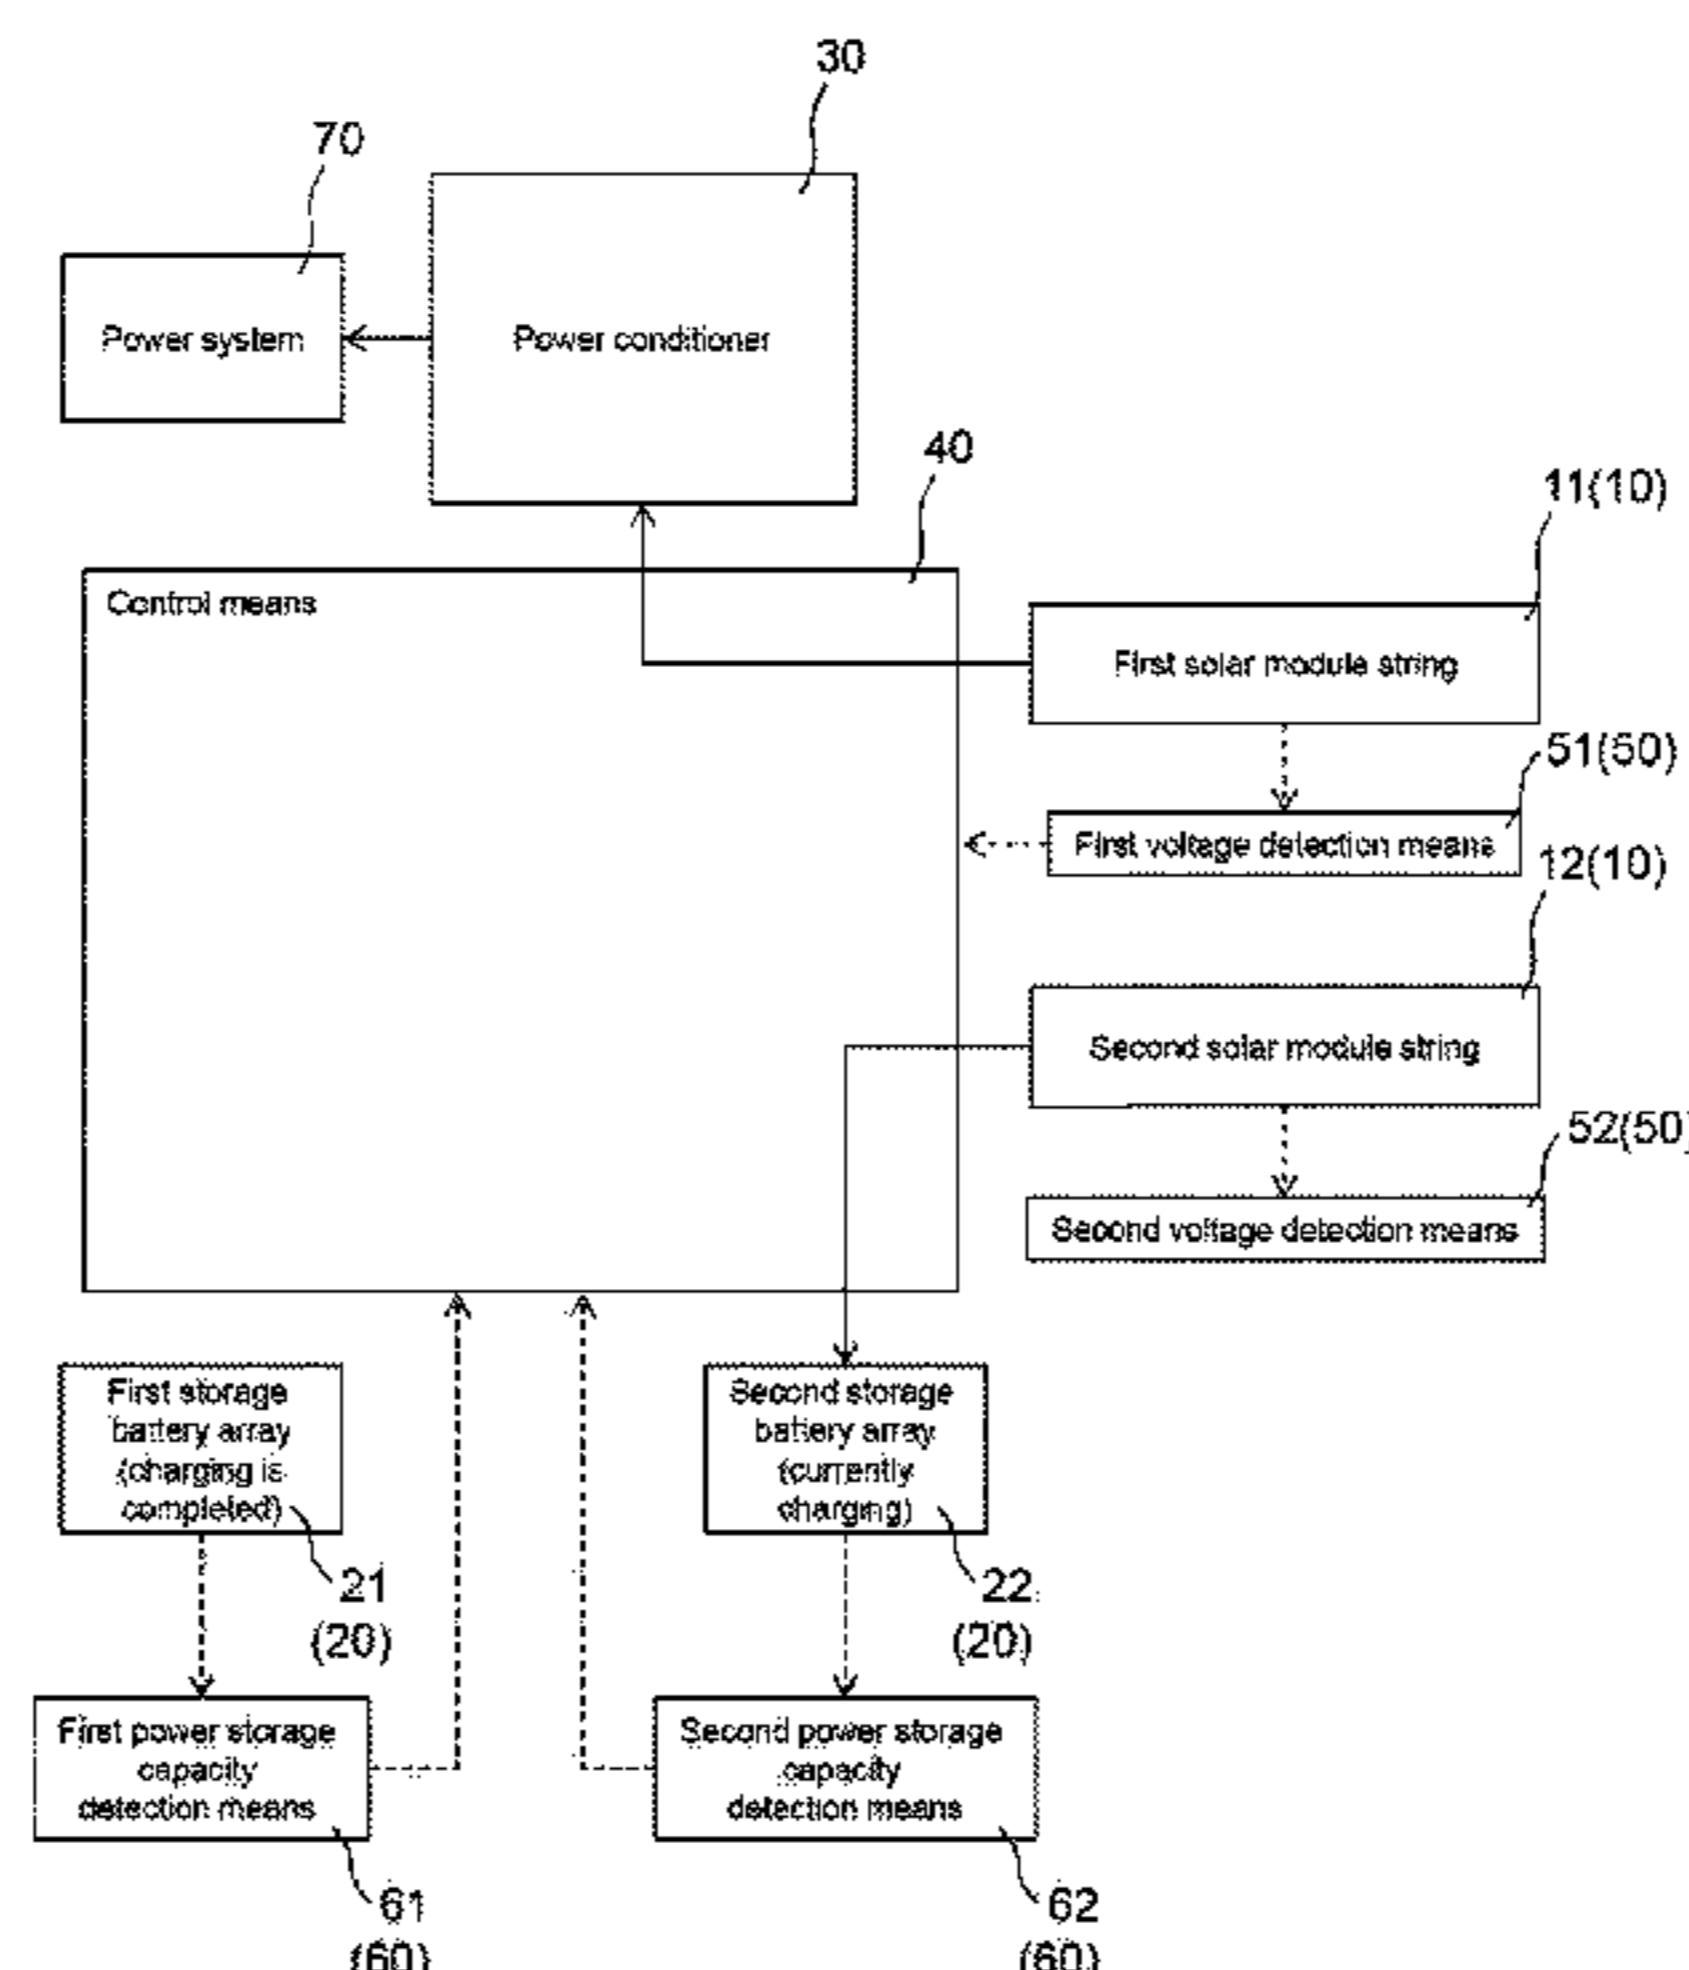 30
70
Power system
Power conditioner
40
11(10)
Control means
First solar module string
51(50)
First voltage detection means
12(10)
Second solar module string
52(50)
Second voltage detection means
First storage
battery array
(charging is
completed)
Second storage
battery array
(currently
charging)
21
(20)
22
(20)
First power storage
capacity
detection means
Second power storage
capacity
detection means
61
(60)
62
(60)